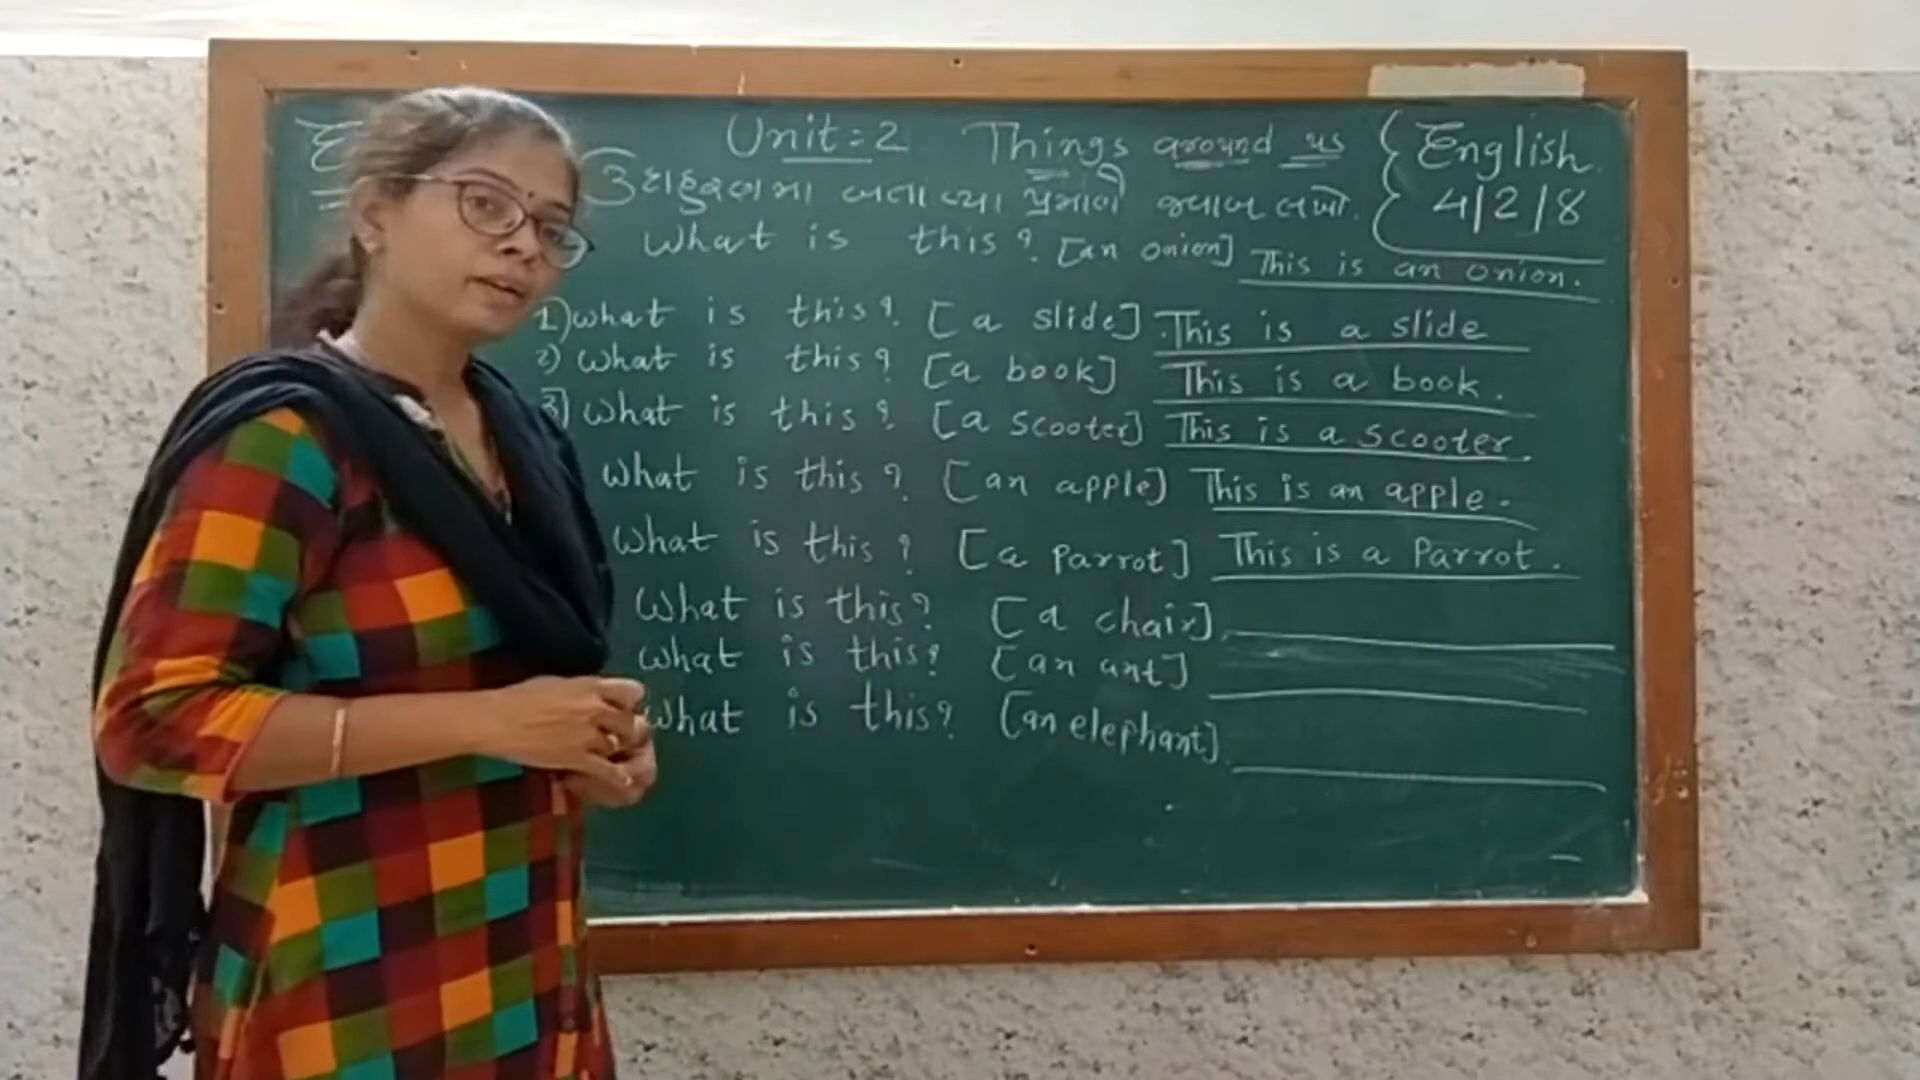 Unit=2 Things around us
English
4/2/8
ઉદાહરણમાં બતાવ્યા પ્રમાણે જવાબ લખો.
What is this? [an onion] This is an onion.
1) what is this? [a slide] This is a slide
2) what is this? [a book] This is a book.
3) what is this? [a scooter] This is a scooter.
What is this? [an apple] This is an apple.
What is this? [a parrot] This is a Parrot.
What is this? [a chair]
What is this? [an ant]
What is this? [an elephant]